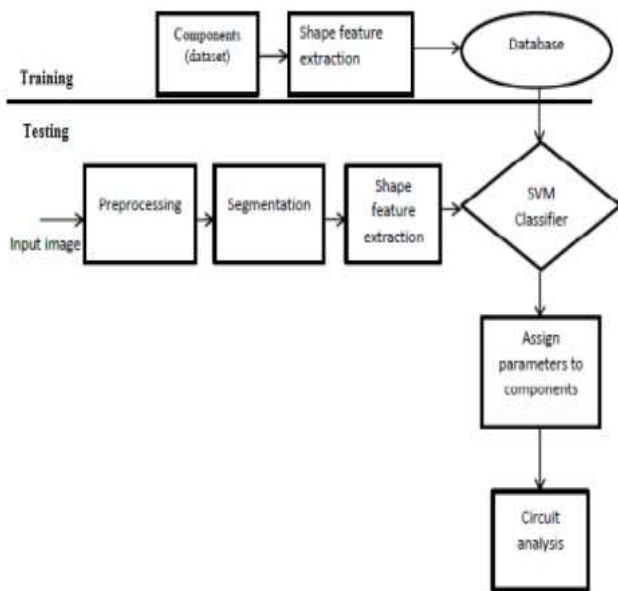 Components
(dataset)
Shape feature
extraction
Database
Training
Testing
Input image
Preprocessing
Segmentation
Shape
feature
extraction
SVM
Classifier
Assign
parameters to
components
Circuit
analysis